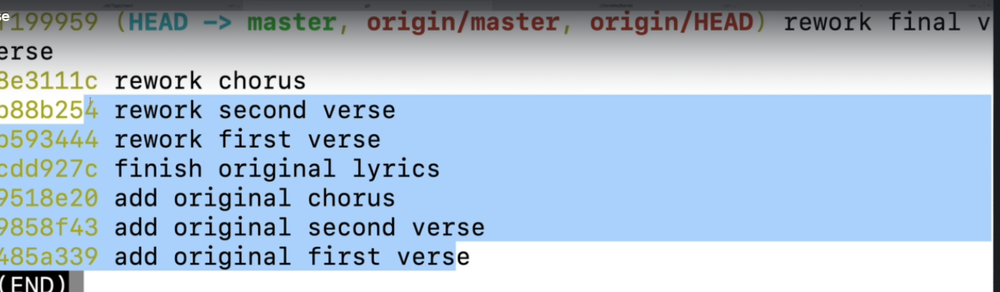 se
f199959 (HEAD -> master, origin/master, origin/HEAD) rework final v
erse
8e3111c rework chorus
b88b254 rework second verse
b593444 rework first verse
cdd927c finish original lyrics
9518e20 add original chorus
9858f43 add original second verse
485a339 add original first verse
(END)